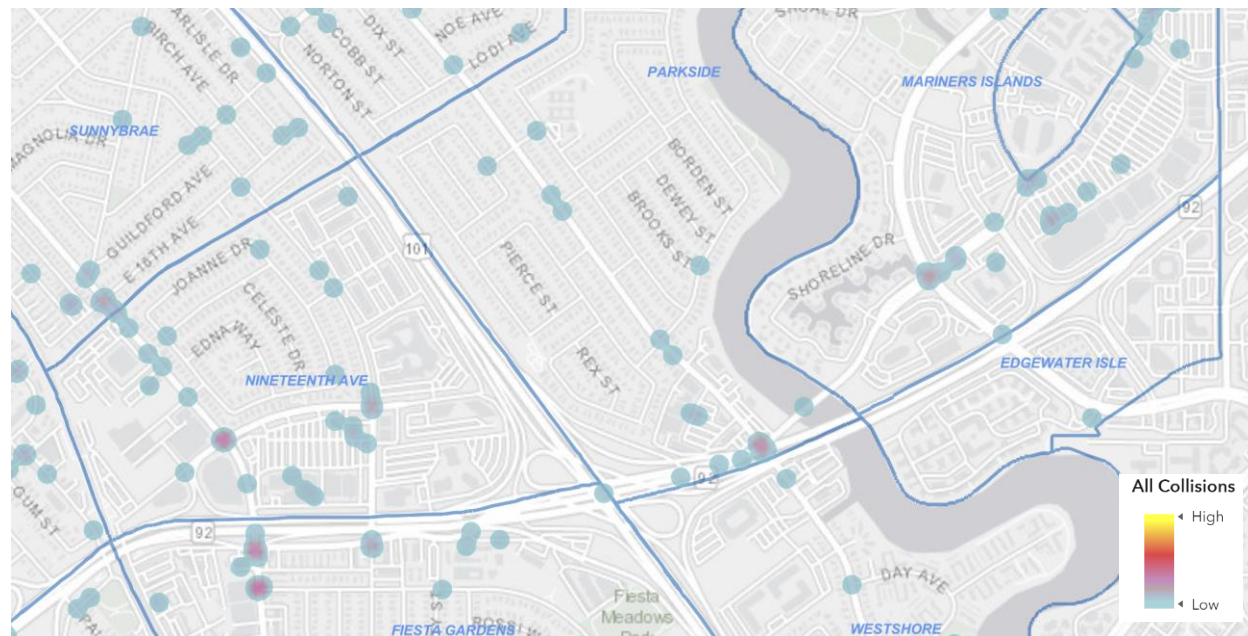 SHOAL DR
NOE AVE
DIX ST
LODI AVE
COBB ST
NORTON ST
BIRCH AVE
PARKSIDE
MARINERS ISLANDS
SUNNYBRAE
MAGNOLIA DR
BORDEN ST
DEWEY ST
BROOKS ST
GUILDFORD AVE
E 16TH AVE
JOANNE DR
92
101
PIERCE ST
SHORELINE DR
CELESTE DR
EDNA WAY
REX ST
EDGEWATER ISLE
NINETEENTH AVE
92
All Collisions
High
Low
GUM ST
92
DAY AVE
Fiesta
Meadows
FIESTA GARDENS
WESTSHORE